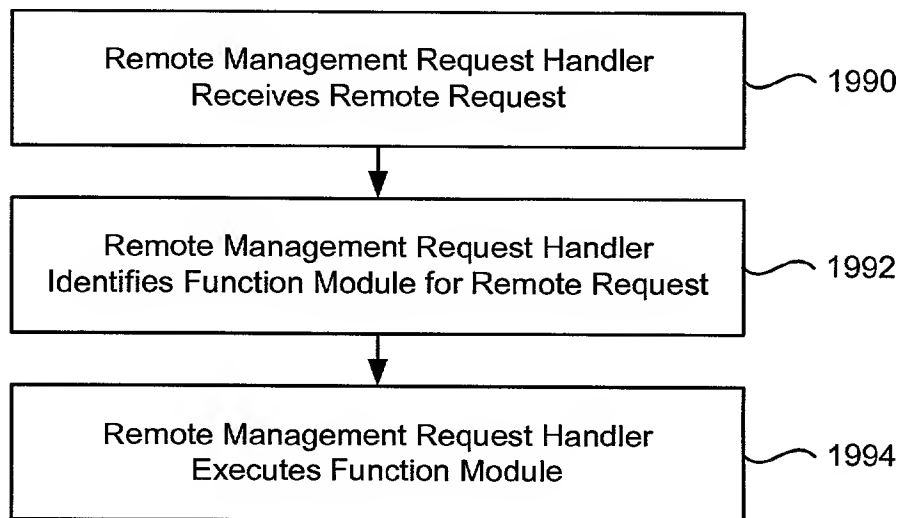 Remote Management Request Handler
Receives Remote Request
1990
Remote Management Request Handler
Identifies Function Module for Remote Request
1992
Remote Management Request Handler
Executes Function Module
1994